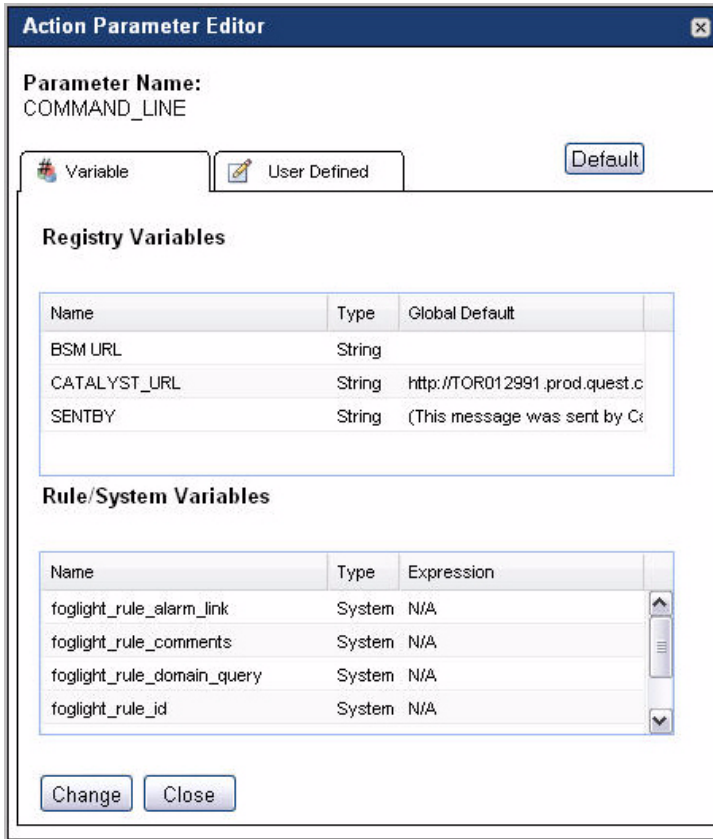 Action Parameter Editor
Parameter Name:
COMMAND_LINE
Variable
User Defined
Default
Registry Variables
Name Type Global Default
BSM URL String
CATALYST_URL String http://TOR012991.prod.quest.c
SENTBY String (This message was sent by Ca
Rule/System Variables
Name Type Expression
foglight_rule_alarm_link System N/A
foglight_rule_comments System N/A
foglight_rule_domain_query System N/A
foglight_rule_id System N/A
Change Close